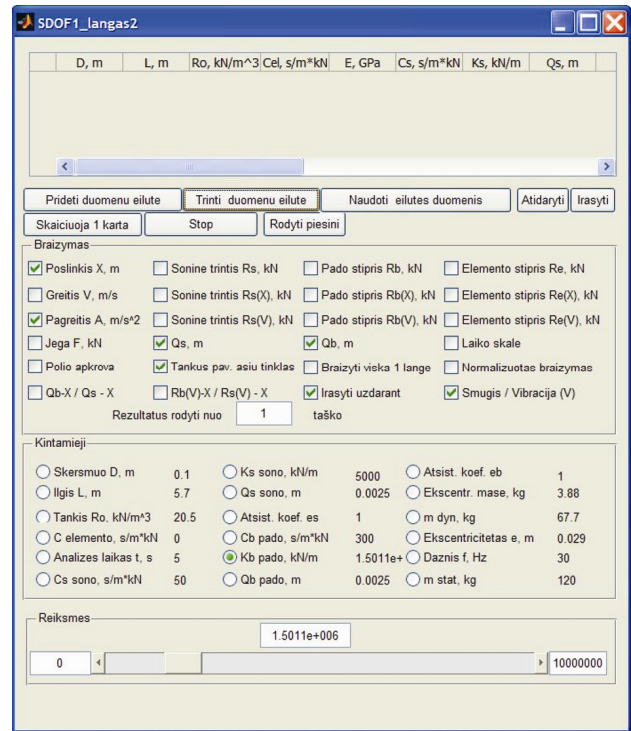 SDOF1_langas2
D, m L, m Ro, kN/m^3 Cel, s/m*kN E, GPa Cs, s/m*kN Ks, kN/m Qs, m
Prideti duomenu eilute Trinti duomenu eilute Naudoti eilutes duomenis Atidaryti Irasyti
Skaiciuoja 1 karta Stop Rodyti piesini
Braizymas
Poslinkis X, m Sonine trintis Rs, kN Pado stipris Rb, kN Elemento stipris Re, kN
Greitis V, m/s Sonine trintis Rs(X), kN Pado stipris Rb(X), kN Elemento stipris Re(X), kN
Pagreitis A, m/s^2 Sonine trintis Rs(V), kN Pado stipris Rb(V), kN Elemento stipris Re(V), kN
Jega F, kN Qs, m Qb, m Laiko skale
Polio apkrova Tankus pav. asiu tinklas Braizyti viska 1 lange Normalizuotas braizymas
Qb-X / Qs - X Rb(V)-X / Rs(V) - X Irasyti uzdarant Smugis / Vibracija (V)
Rezultatus rodyti nuo 1 taško
Kintamieji
Skersmuo D, m 0.1 Ks sono, kN/m 5000 Atsist. koef. eb 1
Ilgis L, m 5.7 Qs sono, m 0.0025 Ekscentr. mase, kg 3.88
Tankis Ro, kN/m^3 20.5 Atsist. koef. es 1 m dyn, kg 67.7
C elemento, s/m*kN 0 Cb pado, s/m*kN 300 Ekscentricitetas e, m 0.029
Analizes laikas t, s 5 Kb pado, kN/m 1.5011e+ Daznis f, Hz 30
Cs sono, s/m*kN 50 Qb pado, m 0.0025 m stat, kg 120
Reiksmes
1.5011e+006
0 10000000